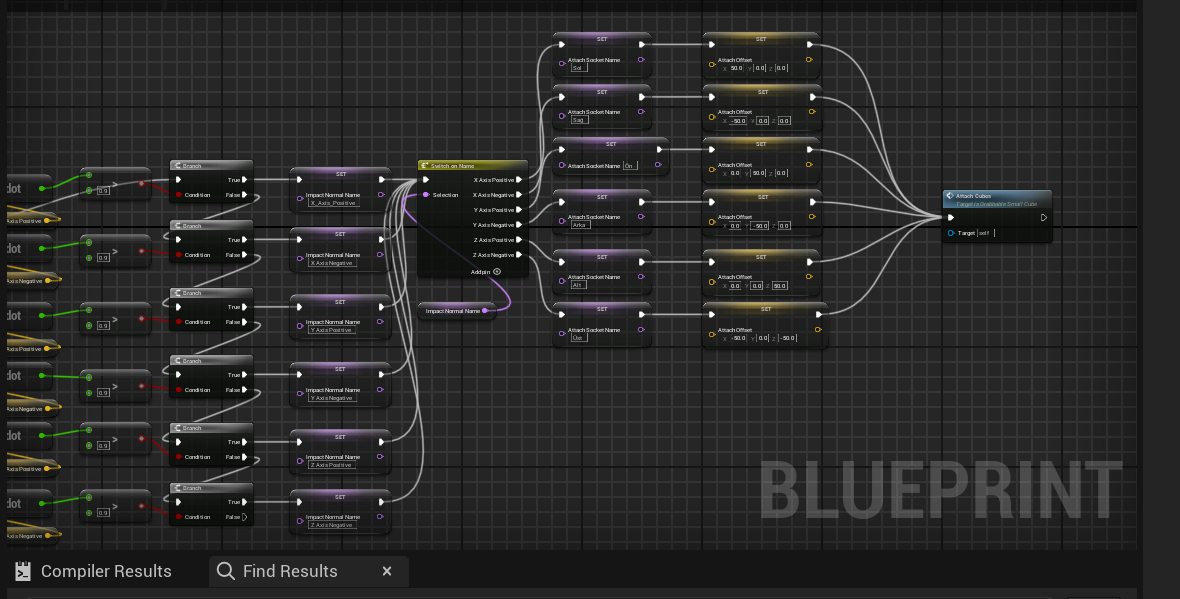 SET
Attach Socket Name
Sol
SET
Attach Offset
X 50.0 Y 0.0 Z 0.0
SET
Attach Socket Name
Sag
SET
Attach Offset
X -50.0 Y 0.0 Z 0.0
SET
Attach Socket Name On
SET
Attach Offset
X 0.0 Y 50.0 Z 0.0
SET
Attach Socket Name
Arka
SET
Attach Offset
X 0.0 Y -50.0 Z 0.0
SET
Attach Socket Name
Alt
SET
Attach Offset
X 0.0 Y 0.0 Z 50.0
SET
Attach Socket Name
SET
Attach Offset
X -50.0 Y 0.0 Z -50.0
Attach Cubes
Target is Grabbable Small Cube
Target self
Switch on Name
Selection
X Axis Positive
X Axis Negative
Y Axis Positive
Y Axis Negative
Z Axis Positive
Z Axis Negative
Add pin
Impact Normal Name
dot
Axis Positive
0.9 >
Branch
True
Condition False
SET
Impact Normal Name
X_Axis_Positive
dot
Axis Negative
0.9 >
Branch
True
Condition False
SET
Impact Normal Name
X Axis Negative
dot
Axis Positive
0.9 >
Branch
True
Condition False
SET
Impact Normal Name
Y Axis Positive
dot
Axis Negative
0.9 >
Branch
True
Condition False
SET
Impact Normal Name
Y Axis Negative
dot
Axis Positive
0.9 >
Branch
True
Condition False
SET
Impact Normal Name
Z Axis Positive
dot
Axis Negative
0.9 >
Branch
True
Condition False
SET
Impact Normal Name
Z Axis Negative
BLUEPRINT
Compiler Results
Find Results